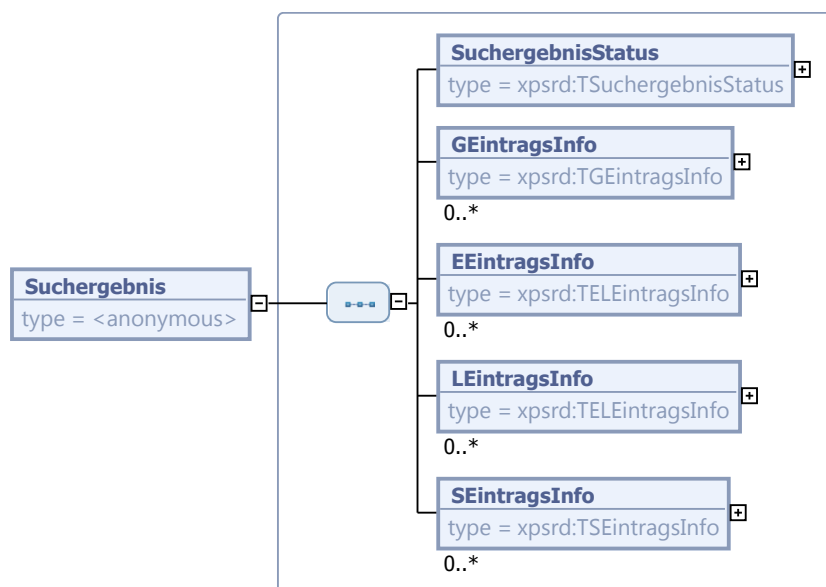 SuchergebnisStatus
type = xpsrd:TSuchergebnisStatus
GEintragsInfo
type = xpsrd:TGEintragsInfo
0..*
EEintragsInfo
type = xpsrd:TELEintragsInfo
0..*
Suchergebnis
type = <anonymous>
LEintragsInfo
type = xpsrd:TELEintragsInfo
0..*
SEintragsInfo
type = xpsrd:TSEintragsInfo
0..*